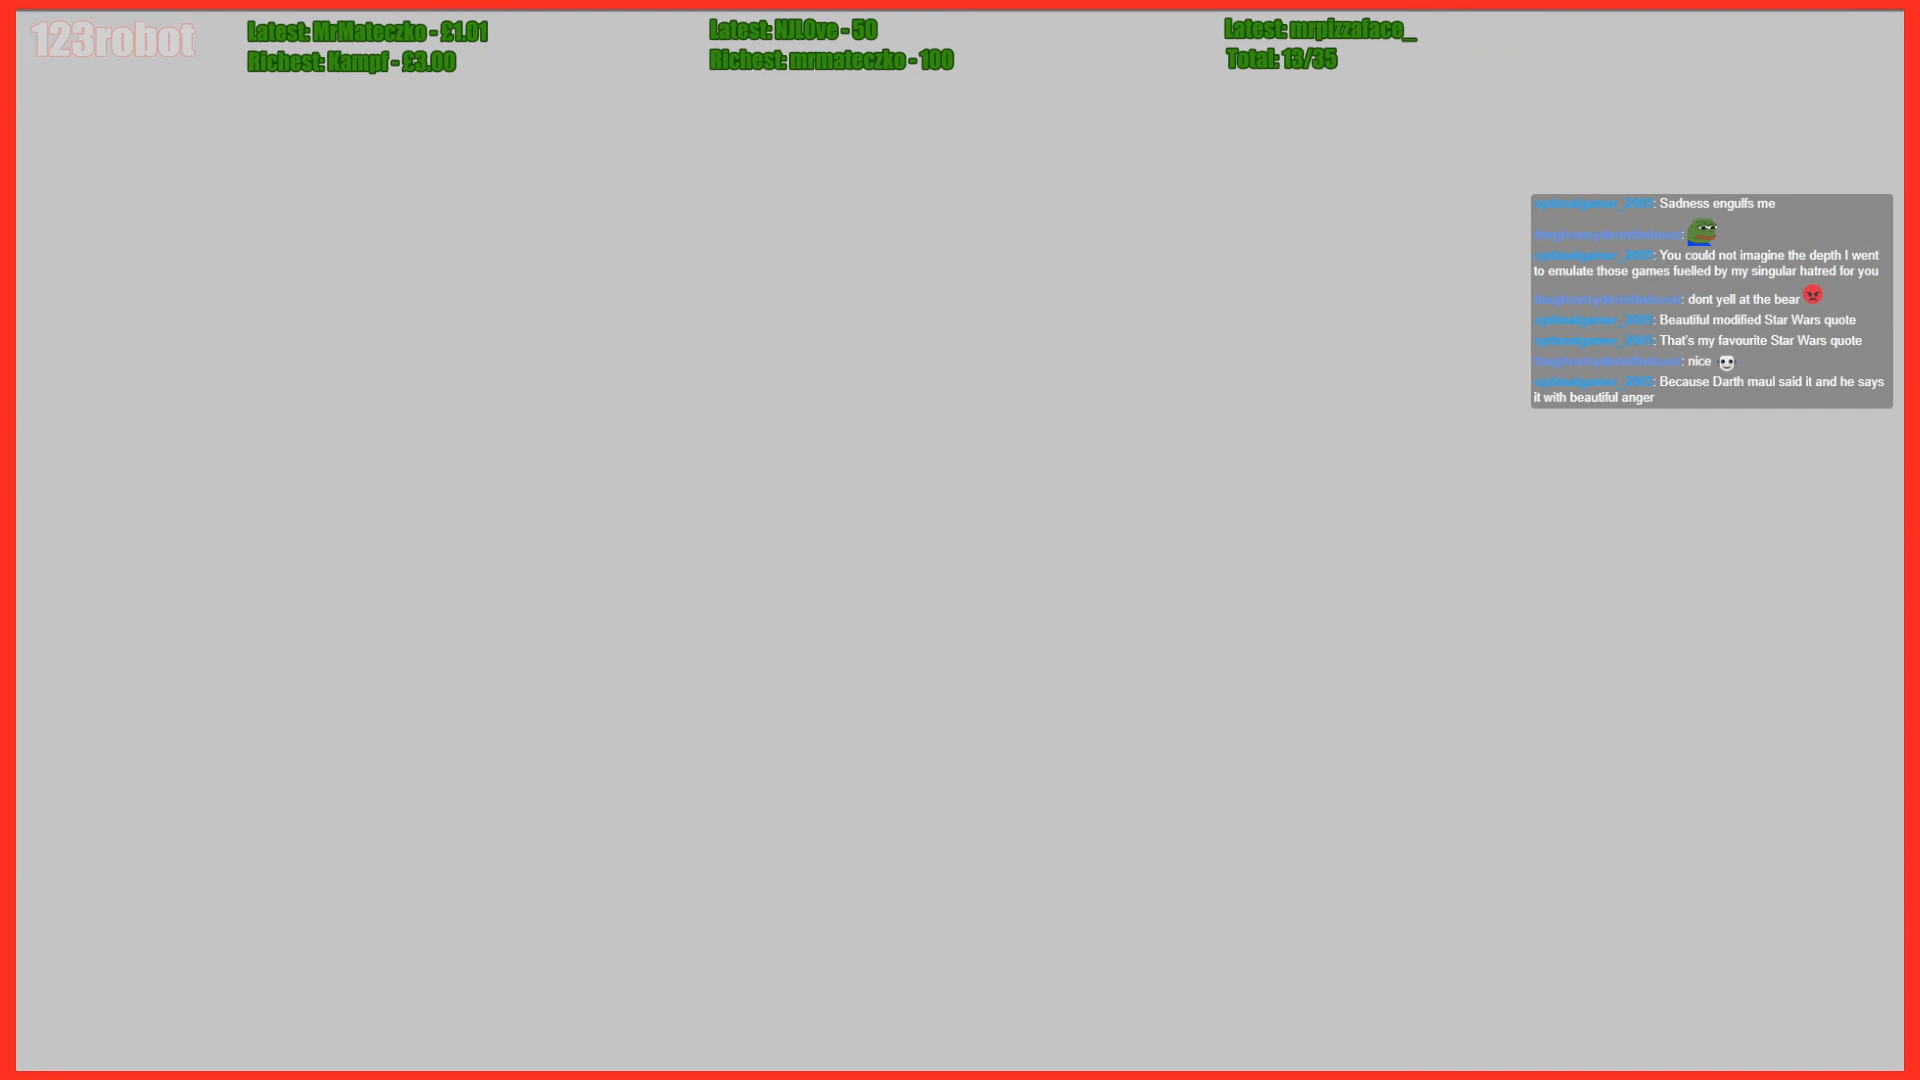 123robot
Latest: MrMateczko - £1.01
Richest: Kampf - £3.00
Latest: NJLOve - 50
Richest: mrmateczko - 100
Latest: mrpizzaface_
Total: 13/35
: Sadness engulfs me
:
: You could not imagine the depth I went
to emulate those games fuelled by my singular hatred for you
: dont yell at the bear
: Beautiful modified Star Wars quote
: That's my favourite Star Wars quote
: nice
: Because Darth maul said it and he says
it with beautiful anger